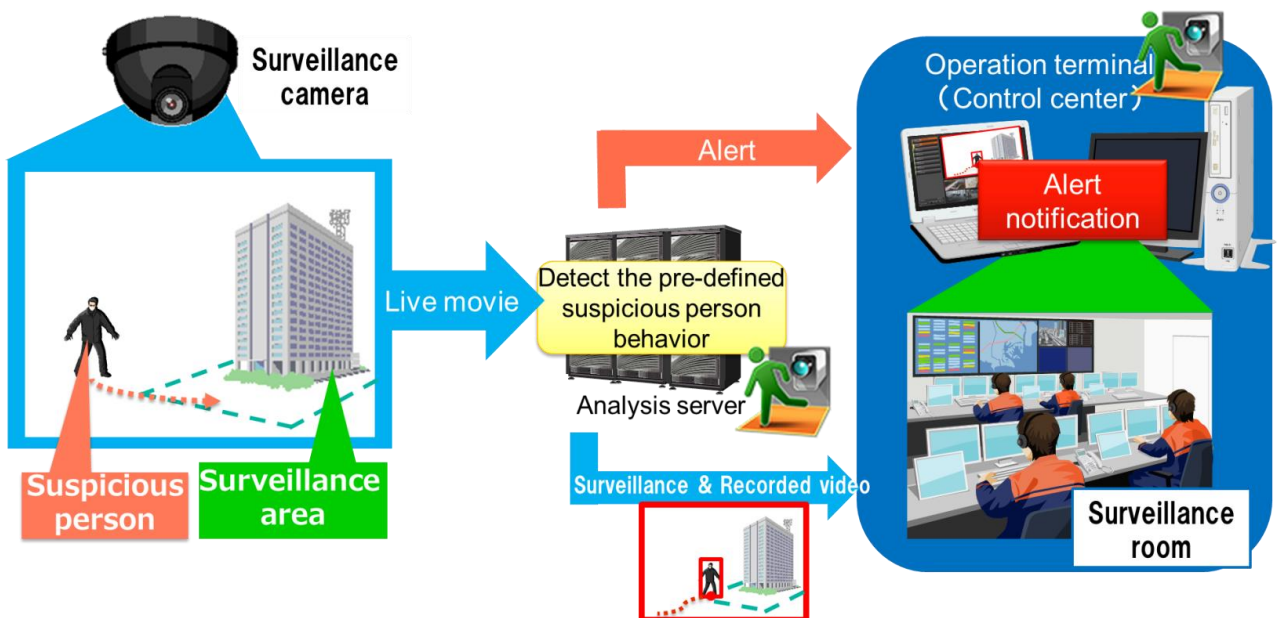 Surveillance
camera
Suspicious
person
Surveillance
area
Live movie
Alert
Detect the pre-defined
suspicious person
behavior
Analysis server
Surveillance & Recorded video
Operation terminal
（Control center）
Alert
notification
Surveillance
room